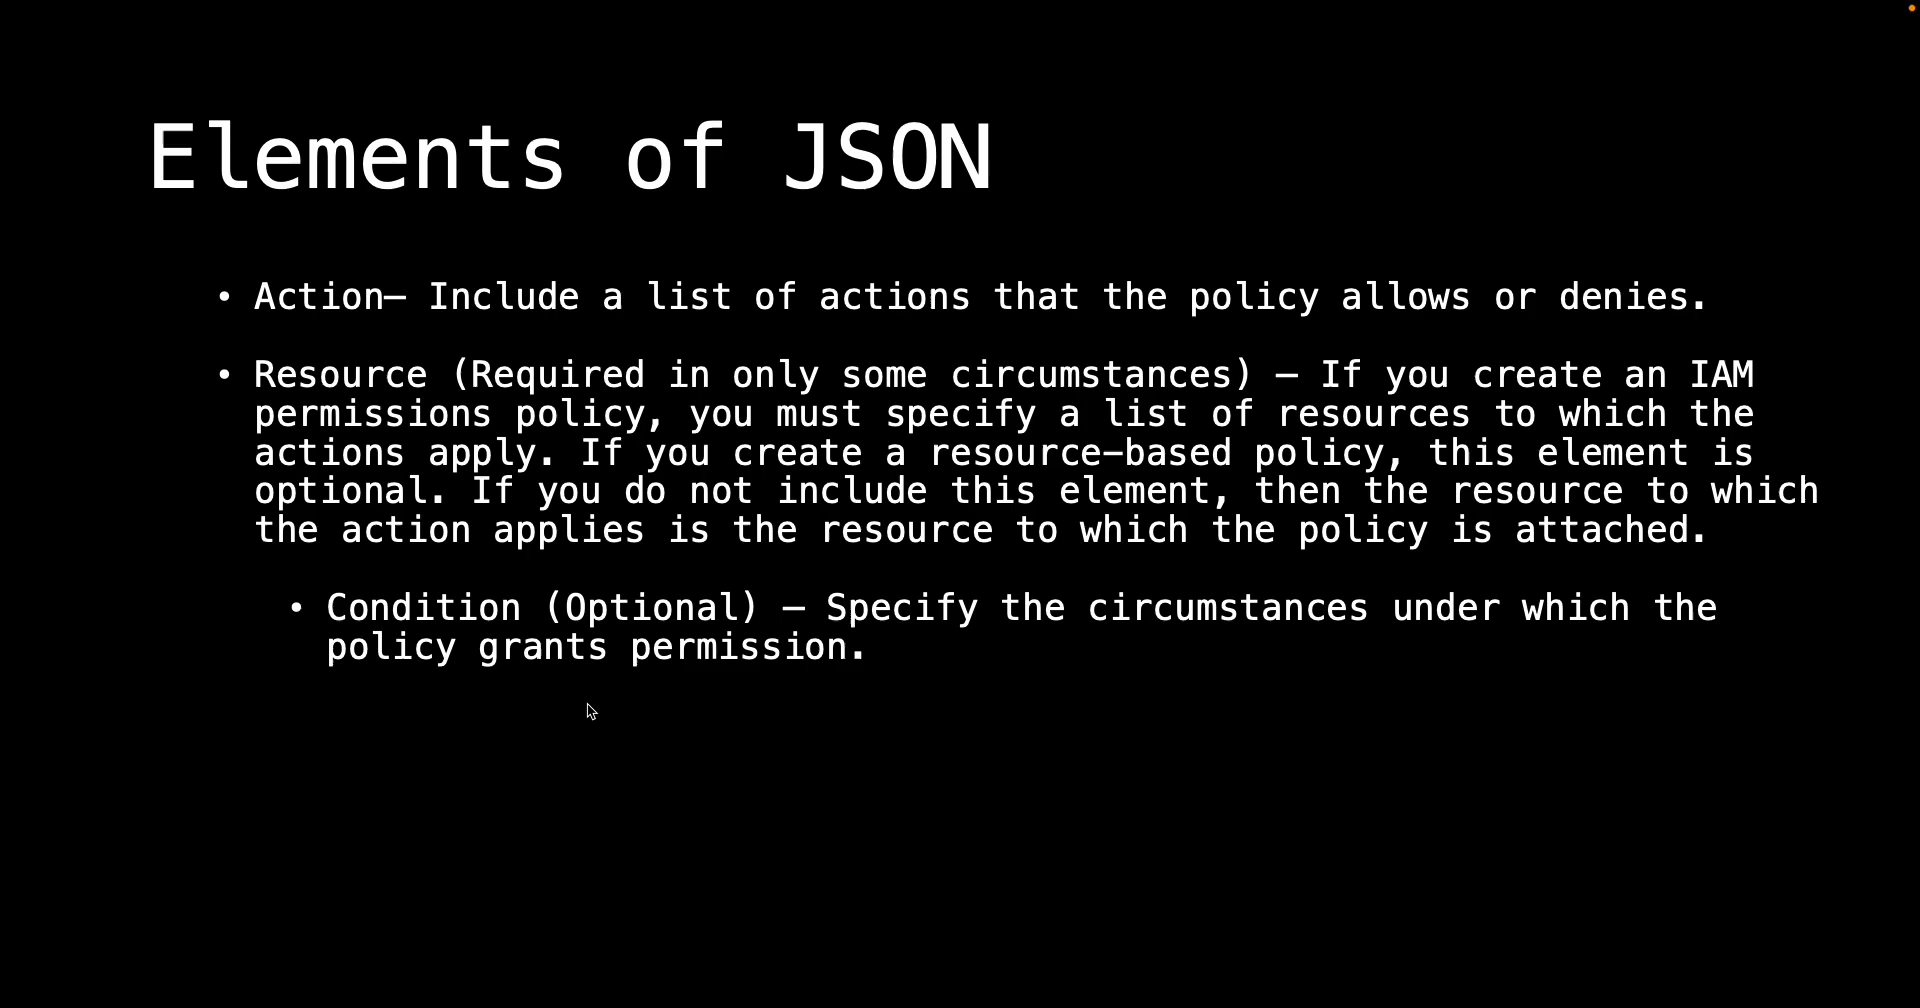 Elements of JSON
• Action– Include a list of actions that the policy allows or denies.
• Resource (Required in only some circumstances) – If you create an IAM
permissions policy, you must specify a list of resources to which the
actions apply. If you create a resource-based policy, this element is
optional. If you do not include this element, then the resource to which
the action applies is the resource to which the policy is attached.
• Condition (Optional) – Specify the circumstances under which the
policy grants permission.